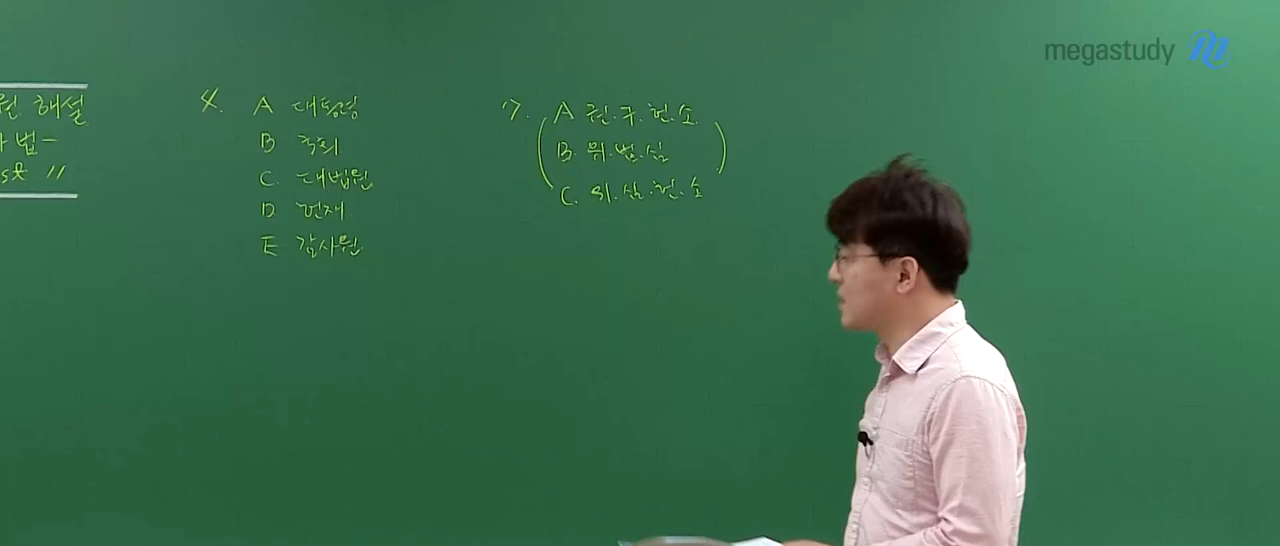 megastudy
해설
법-
4. A 대통령
B 국회
C. 대법원
D 헌재
E 감사원
17. A 권.구.헌.소.
B. 위.법.심
C. 위.심.헌.소